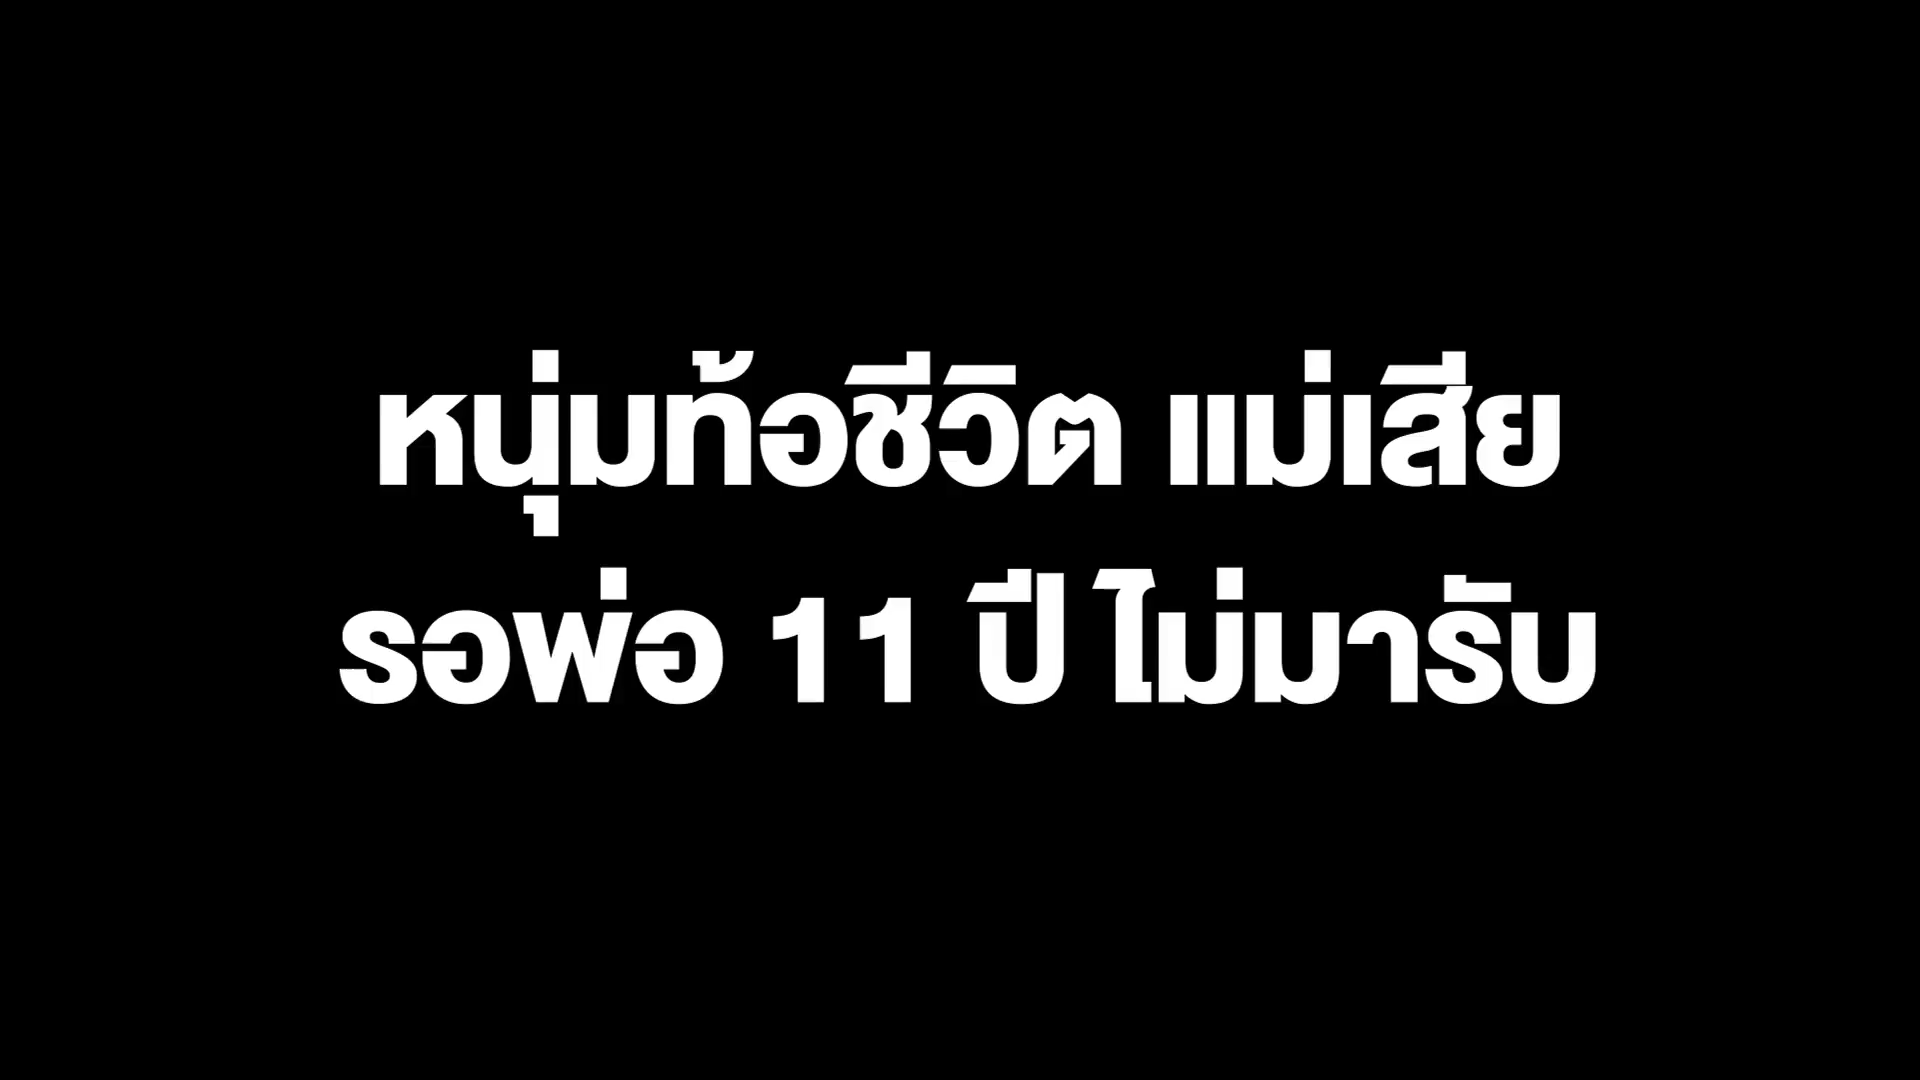 หนุ่มท้อชีวิต แม่เสีย
รอพ่อ 11 ปี ไม่มารับ